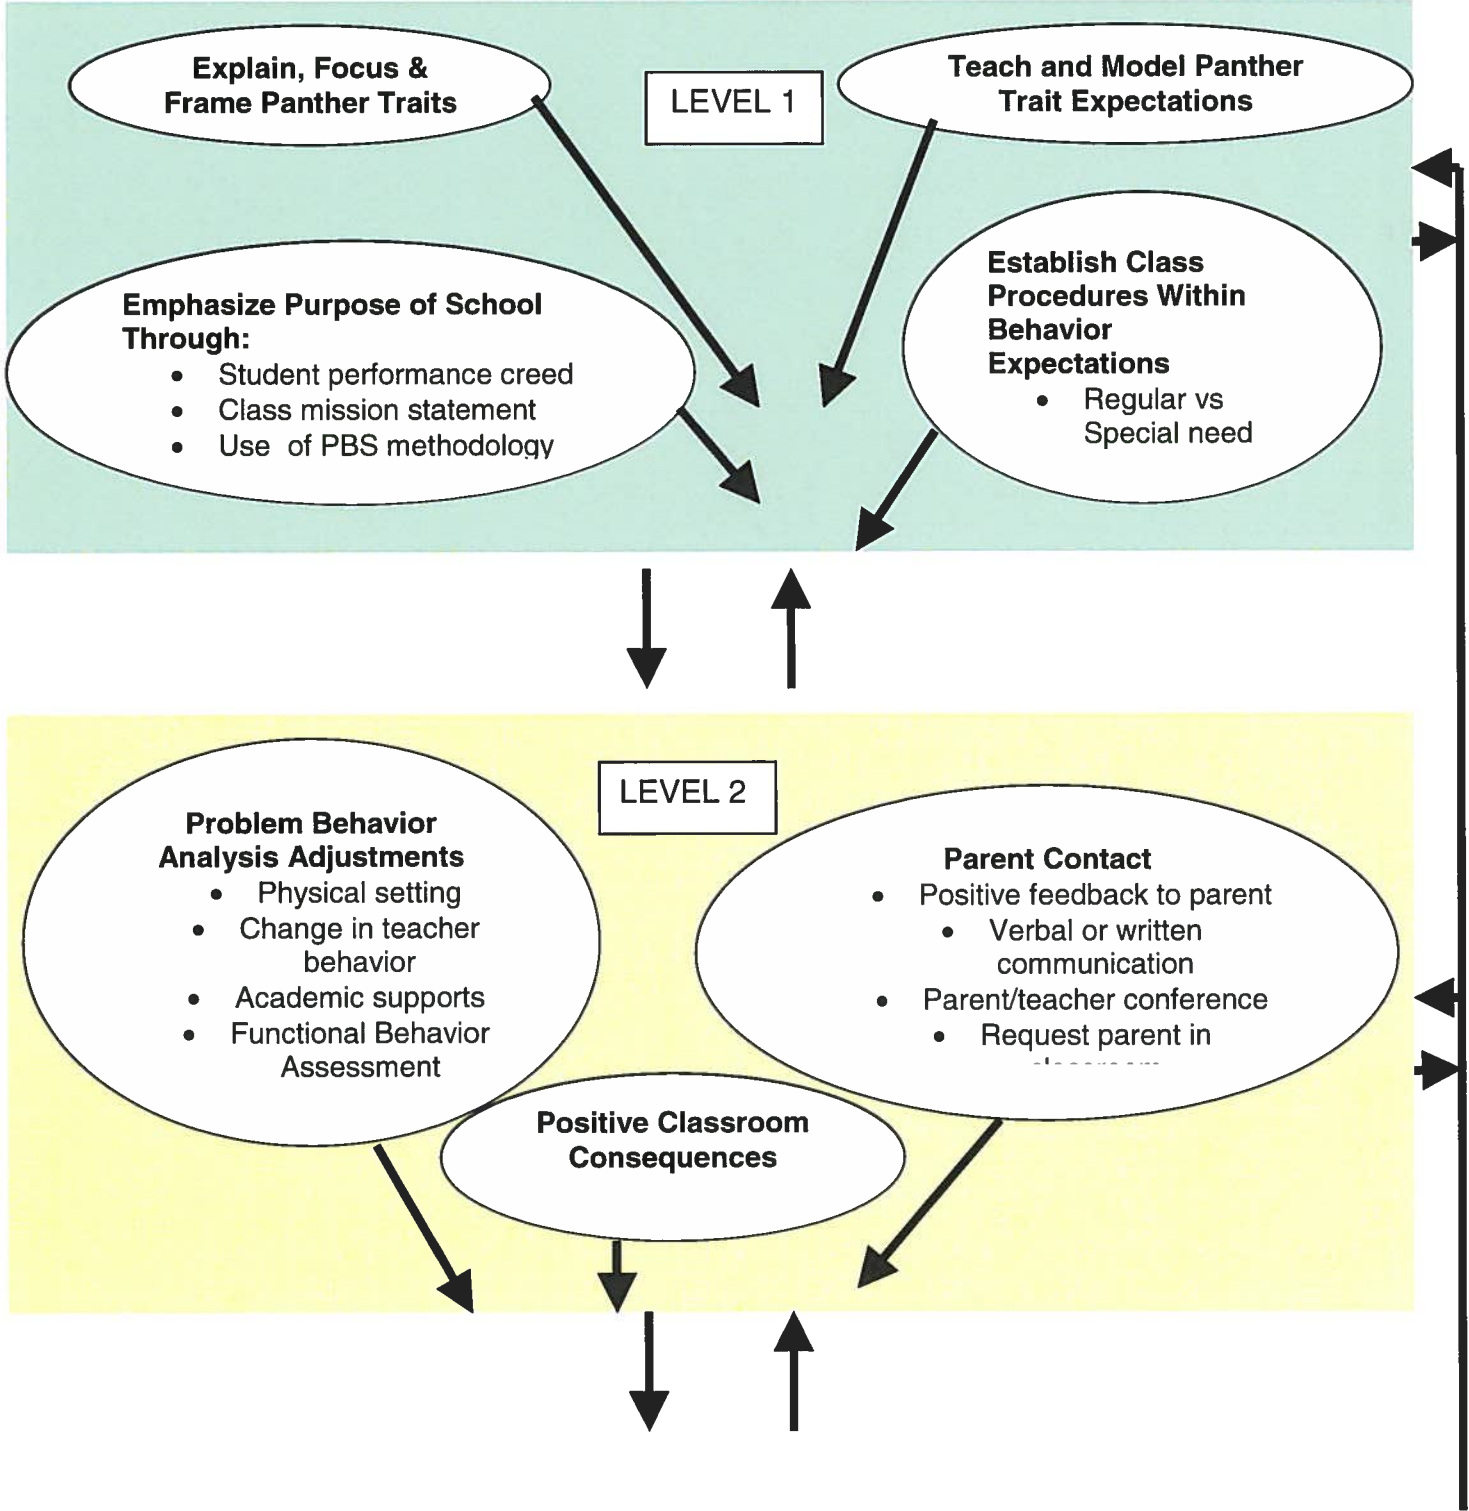 Explain, Focus &
Frame Panther Traits
LEVEL 1
Teach and Model Panther
Trait Expectations
Emphasize Purpose of School
Through:
• Student performance creed
• Class mission statement
• Use of PBS methodology
Establish Class
Procedures Within
Behavior
Expectations
• Regular vs
Special need
LEVEL 2
Problem Behavior
Analysis Adjustments
• Physical setting
• Change in teacher
behavior
• Academic supports
• Functional Behavior
Assessment
Parent Contact
• Positive feedback to parent
• Verbal or written
communication
• Parent/teacher conference
• Request parent in
Positive Classroom
Consequences